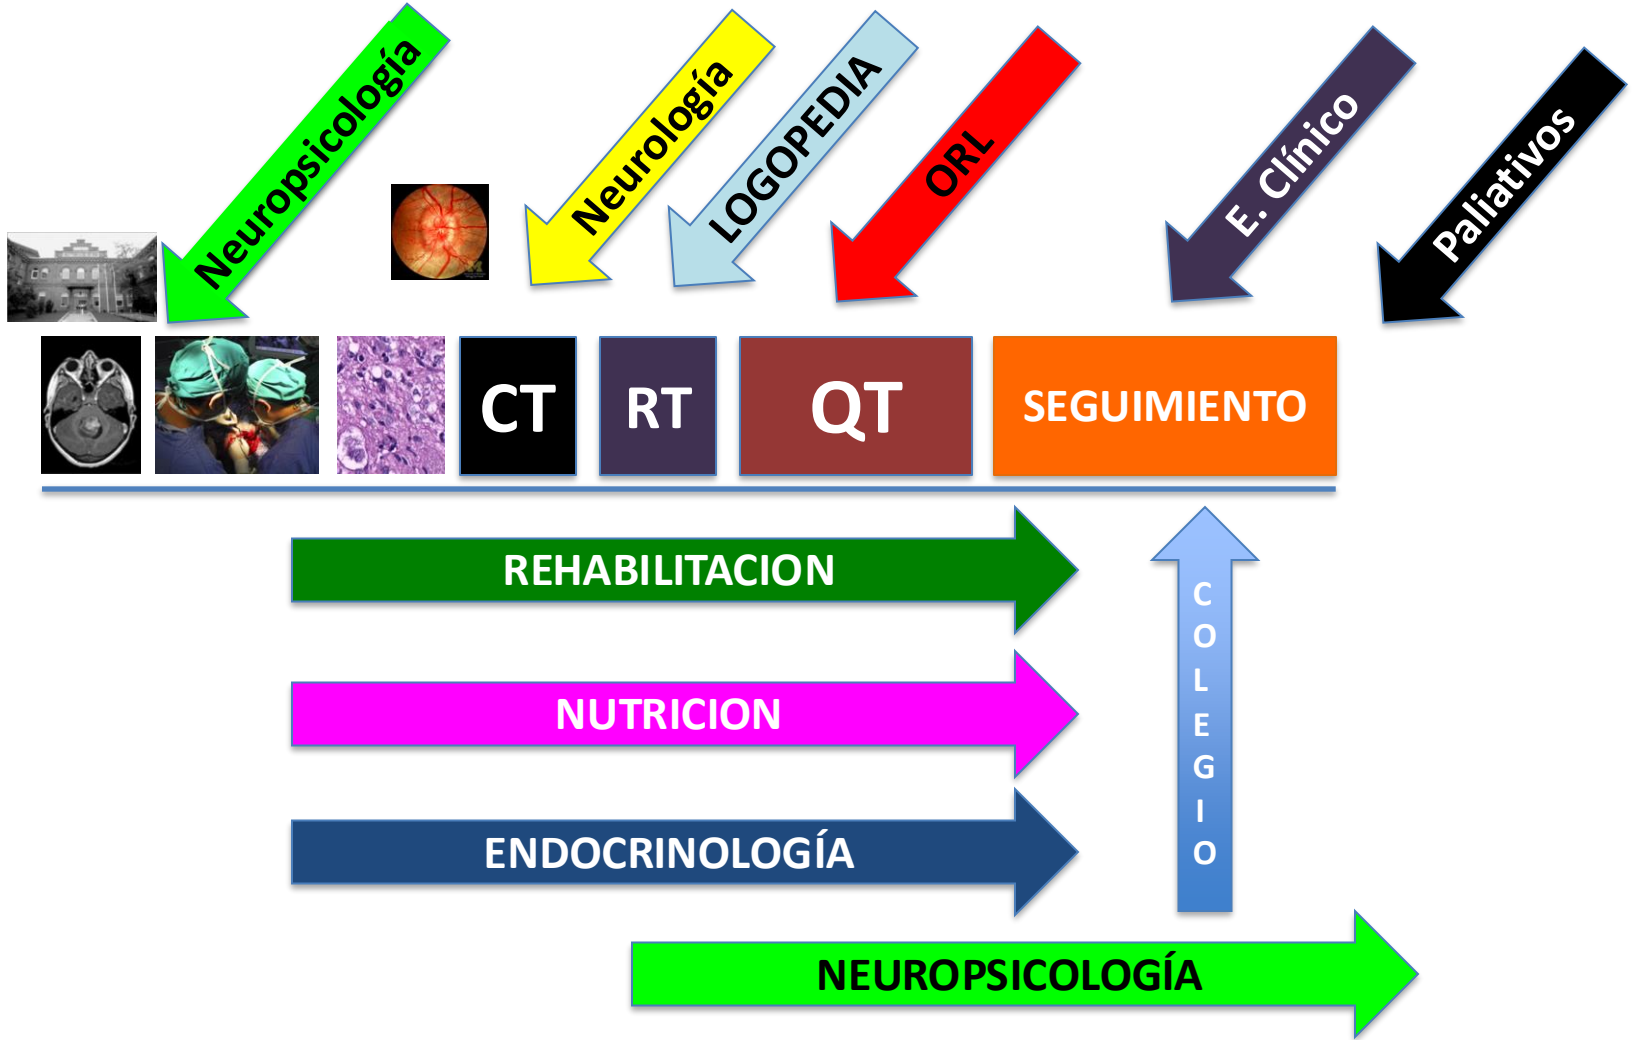 Neuropsicología
Neurología
LOGOPEDIA
ORL
E. Clínico
Paliativos
CT
RT
QT
SEGUIMIENTO
REHABILITACION
NUTRICION
ENDOCRINOLOGÍA
COLEGIO
NEUROPSICOLOGÍA